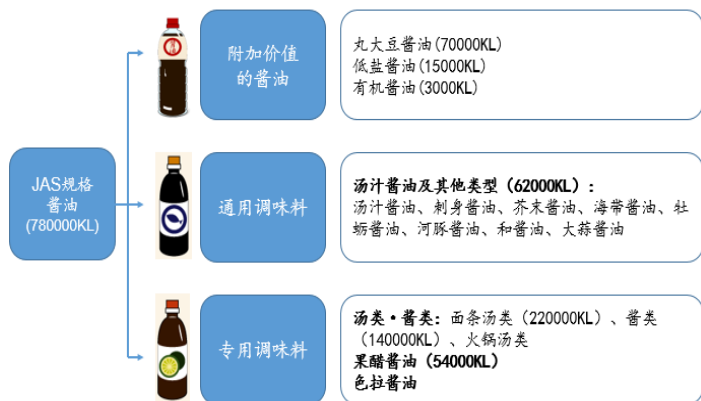 JAS规格
酱油
(780000KL)
附加价值
的酱油
丸大豆酱油(70000KL)
低盐酱油(15000KL)
有机酱油(3000KL)
通用调味料
汤汁酱油及其他类型（62000KL）：
汤汁酱油、刺身酱油、芥末酱油、海带酱油、牡
蛎酱油、河豚酱油、和酱油、大蒜酱油
专用调味料
汤类·酱类：面条汤类（220000KL）、酱类
（140000KL）、火锅汤类
果醋酱油（54000KL）
色拉酱油